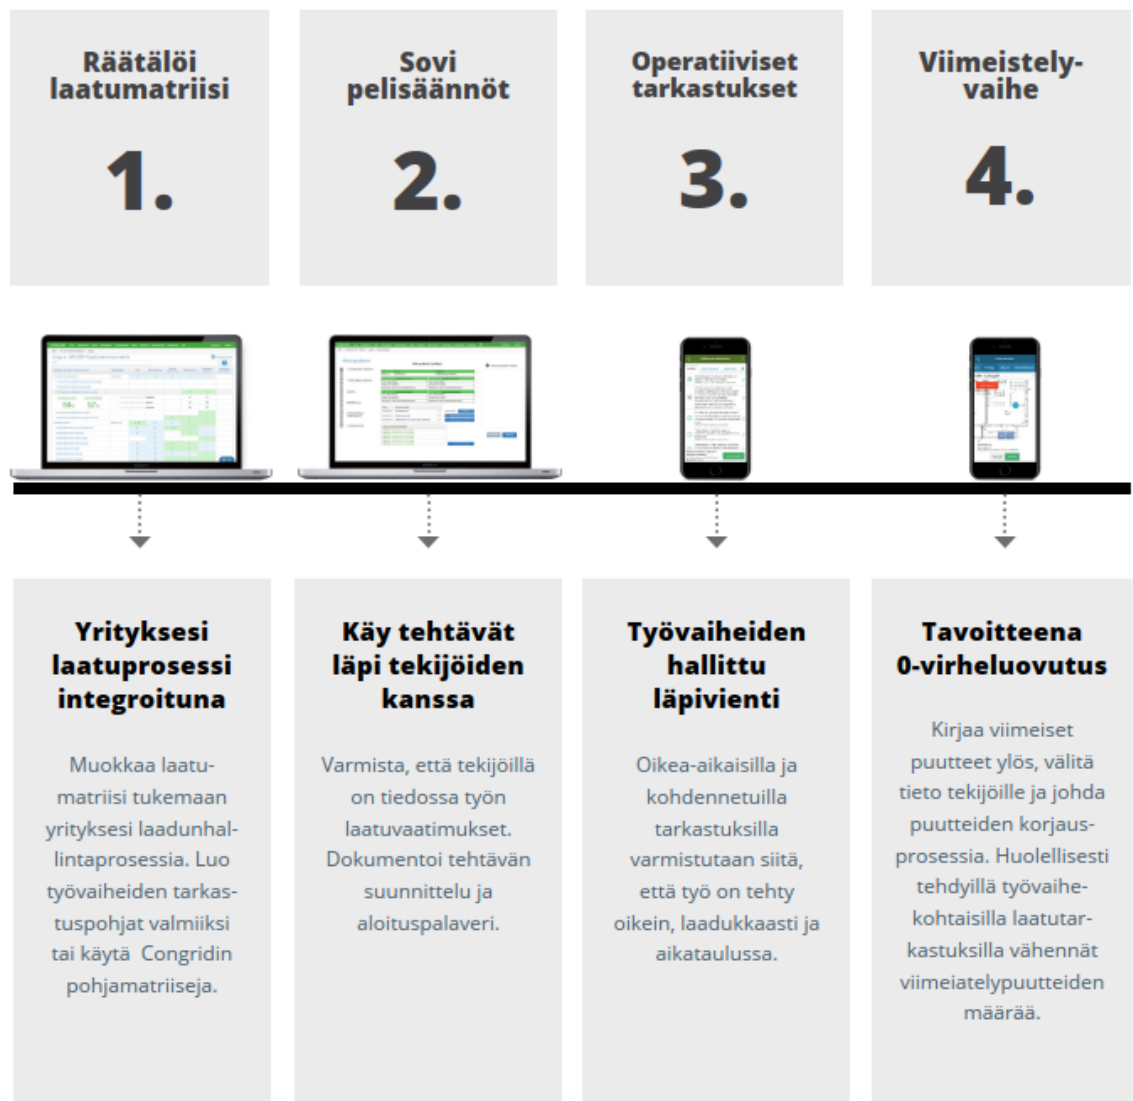 Räätälöi
laatumatriisi
1.
Sovi
pelisäännöt
2.
Operatiiviset
tarkastukset
3.
Viimeistely-
vaihe
4.
Yrityksesi
laatuprosessi
integroituna
Muokkaa laatu-
matriisi tukemaan
yrityksesi laadunhal-
lintaprosessia. Luo
työvaiheiden tarkas-
tuspohjat valmiiksi
tai käytä  Congridin
pohjamatriiseja.
Käy tehtävät
läpi tekijöiden
kanssa
Varmista, että tekijöillä
on tiedossa työn
laatuvaatimukset.
Dokumentoi tehtävän
suunnittelu ja
aloituspalaveri.
Työvaiheiden
hallittu
läpivienti
Oikea-aikaisilla ja
kohdennetuilla
tarkastuksilla
varmistutaan siitä,
että työ on tehty
oikein, laadukkaasti ja
aikataulussa.
Tavoitteena
0-virheluovutus
Kirjaa viimeiset
puutteet ylös, välitä
tieto tekijöille ja johda
puutteiden korjaus-
prosessia. Huolellisesti
tehdyillä työvaihe-
kohtaisilla laatutar-
kastuksilla vähennät
viimeiatelypuutteiden
määrää.